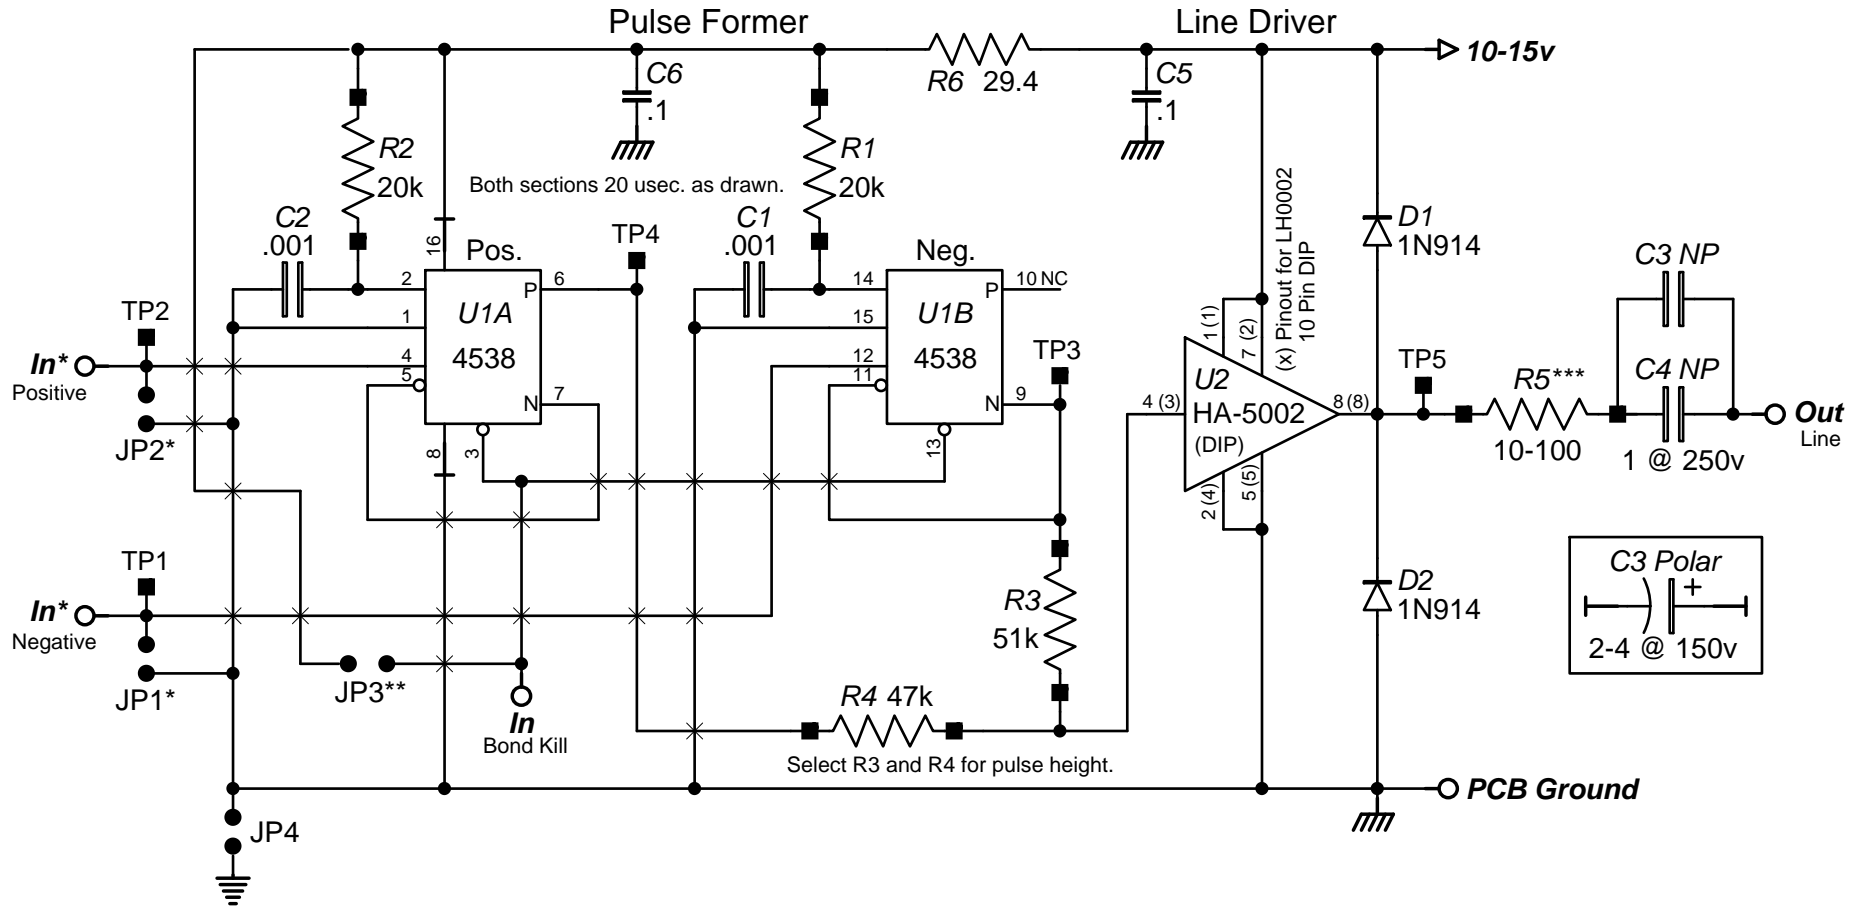 Pulse Former
Line Driver
10-15v
C6
.1
R6 29.4
C5
.1
R2
20k
R1
20k
Both sections 20 usec. as drawn.
C2
.001
16
Pos.
TP4
C1
.001
Neg.
(x) Pinout for LH0002
10 Pin DIP
D1
1N914
C3 NP
2
P
6
14
P
10 NC
TP2
1
U1A
15
U1B
1 (1)
7 (2)
In*
Positive
4
4538
12
4538
TP3
TP5
C4 NP
5
11
U2
R5***
N
7
N
9
4 (3)
HA-5002
8 (8)
Out
Line
JP2*
8
3
13
(DIP)
10-100
1 @ 250v
2 (4)
5 (5)
TP1
C3 Polar
+
2-4 @ 150v
D2
1N914
In*
Negative
R3
51k
JP1*
JP3**
In
Bond Kill
R4 47k
Select R3 and R4 for pulse height.
PCB Ground
JP4